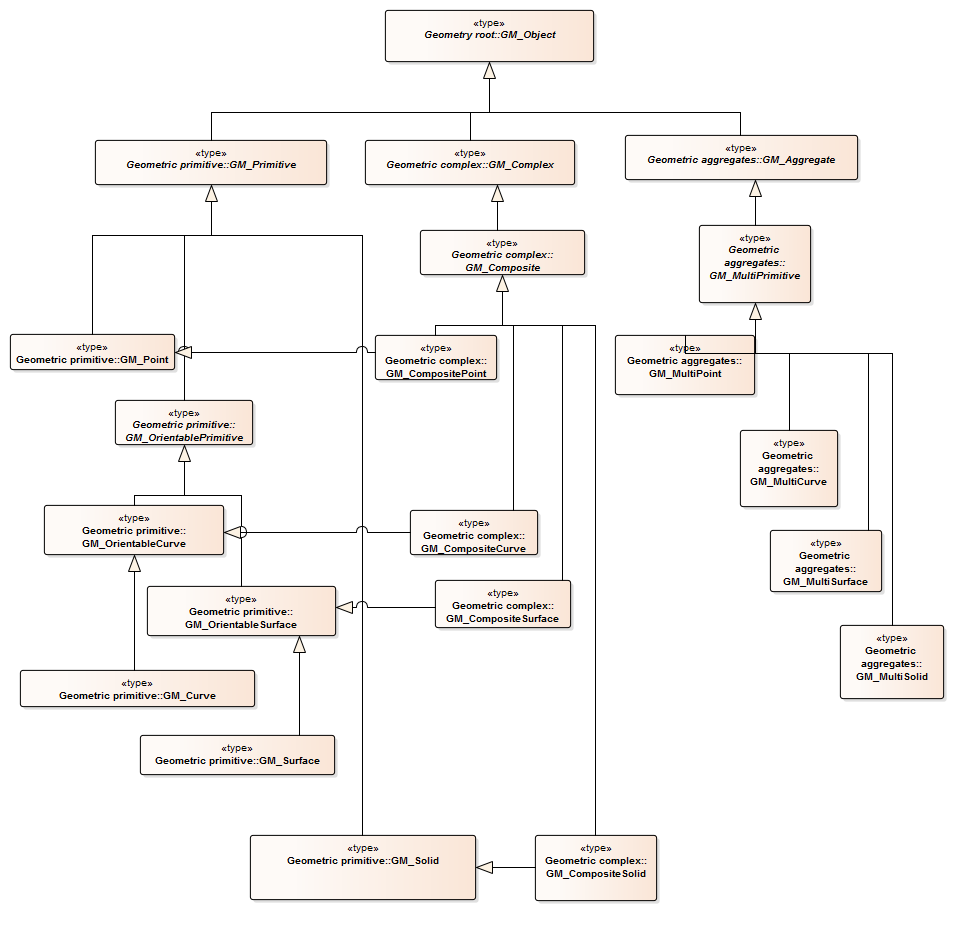 «type»
Geometry root::GM_Object
«type»
Geometric primitive::GM_Primitive
«type»
Geometric complex::GM_Complex
«type»
Geometric aggregates::GM_Aggregate
«type»
Geometric complex::
GM_Composite
«type»
Geometric
aggregates::
GM_MultiPrimitive
«type»
Geometric primitive::GM_Point
«type»
Geometric complex::
GM_CompositePoint
«type»
Geometric aggregates::
GM_MultiPoint
«type»
Geometric primitive::
GM_OrientablePrimitive
«type»
Geometric
aggregates::
GM_MultiCurve
«type»
Geometric primitive::
GM_OrientableCurve
«type»
Geometric complex::
GM_CompositeCurve
«type»
Geometric
aggregates::
GM_MultiSurface
«type»
Geometric primitive::
GM_OrientableSurface
«type»
Geometric complex::
GM_CompositeSurface
«type»
Geometric
aggregates::
GM_MultiSolid
«type»
Geometric primitive::GM_Curve
«type»
Geometric primitive::GM_Surface
«type»
Geometric primitive::GM_Solid
«type»
Geometric complex::
GM_CompositeSolid